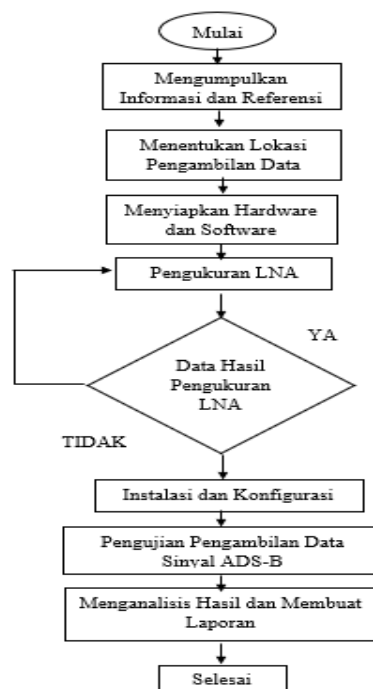 Mulai
Mengumpulkan
Informasi dan Referensi
Menentukan Lokasi
Pengambilan Data
Menyiapkan Hardware
dan Software
Pengukuran LNA
YA
Data Hasil
Pengukuran
LNA
TIDAK
Instalasi dan Konfigurasi
Pengujian Pengambilan Data
Sinyal ADS-B
Menganalisis Hasil dan Membuat
Laporan
Selesai